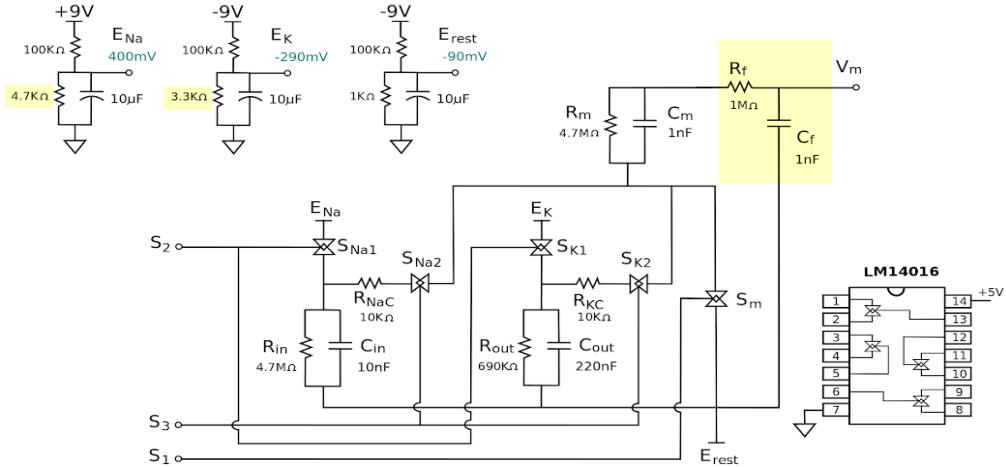 +9V
100KΩ
E_Na
400mV
4.7KΩ
10µF
-9V
100KΩ
E_K
-290mV
3.3KΩ
10µF
-9V
100KΩ
E_rest
-90mV
1KΩ
10µF
R_f
1MΩ
V_m
R_m
4.7MΩ
C_m
1nF
C_f
1nF
E_Na
S_2
S_Na1
S_Na2
R_NaC
10KΩ
R_in
4.7MΩ
C_in
10nF
E_K
S_K1
S_K2
R_KC
10KΩ
R_out
690KΩ
C_out
220nF
S_m
S_3
S_1
E_rest
LM14016
+5V
1
2
3
4
5
6
7
14
13
12
11
10
9
8